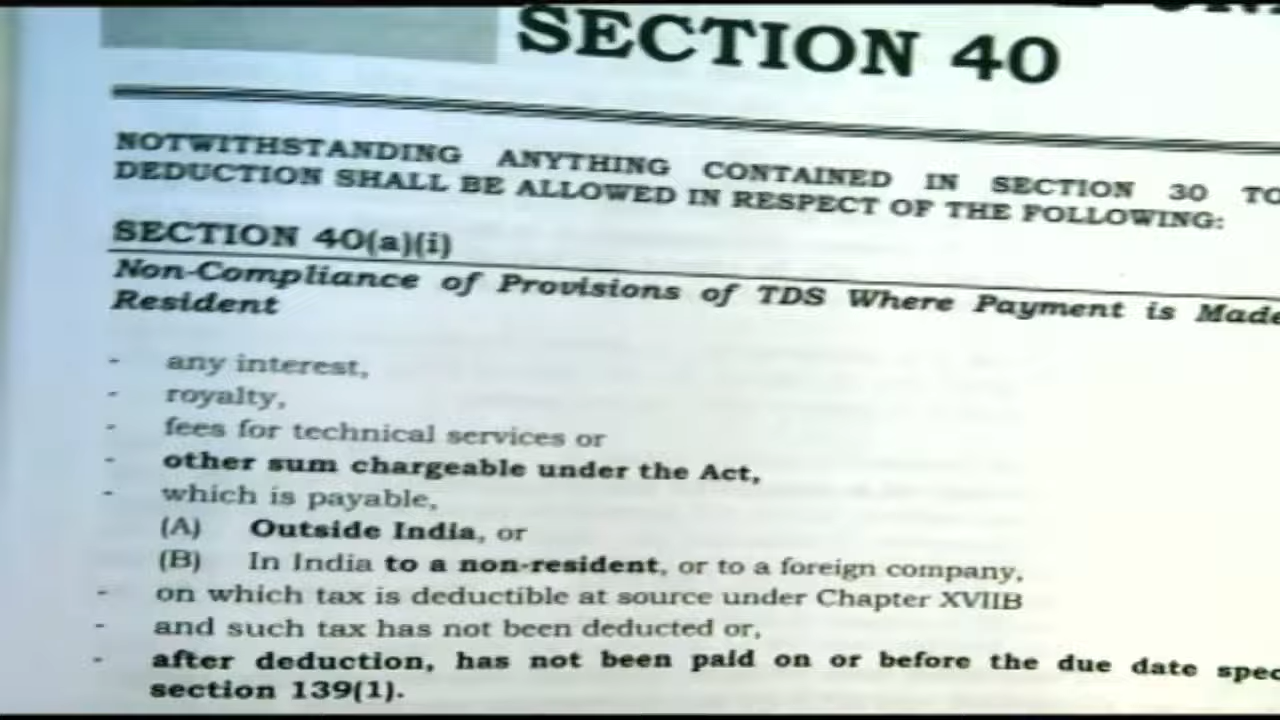 SECTION 40
NOTWITHSTANDING ANYTHING CONTAINED IN SECTION 30 TO
DEDUCTION SHALL BE ALLOWED IN RESPECT OF THE FOLLOWING:
SECTION 40(a)(i)
Non-Compliance of Provisions of TDS Where Payment is Made
Resident
- any interest,
- royalty,
- fees for technical services or
- other sum chargeable under the Act,
- which is payable,
(A) Outside India, or
(B) In India to a non-resident, or to a foreign company,
- on which tax is deductible at source under Chapter XVIIB
- and such tax has not been deducted or,
- after deduction, has not been paid on or before the due date spec
section 139(1).